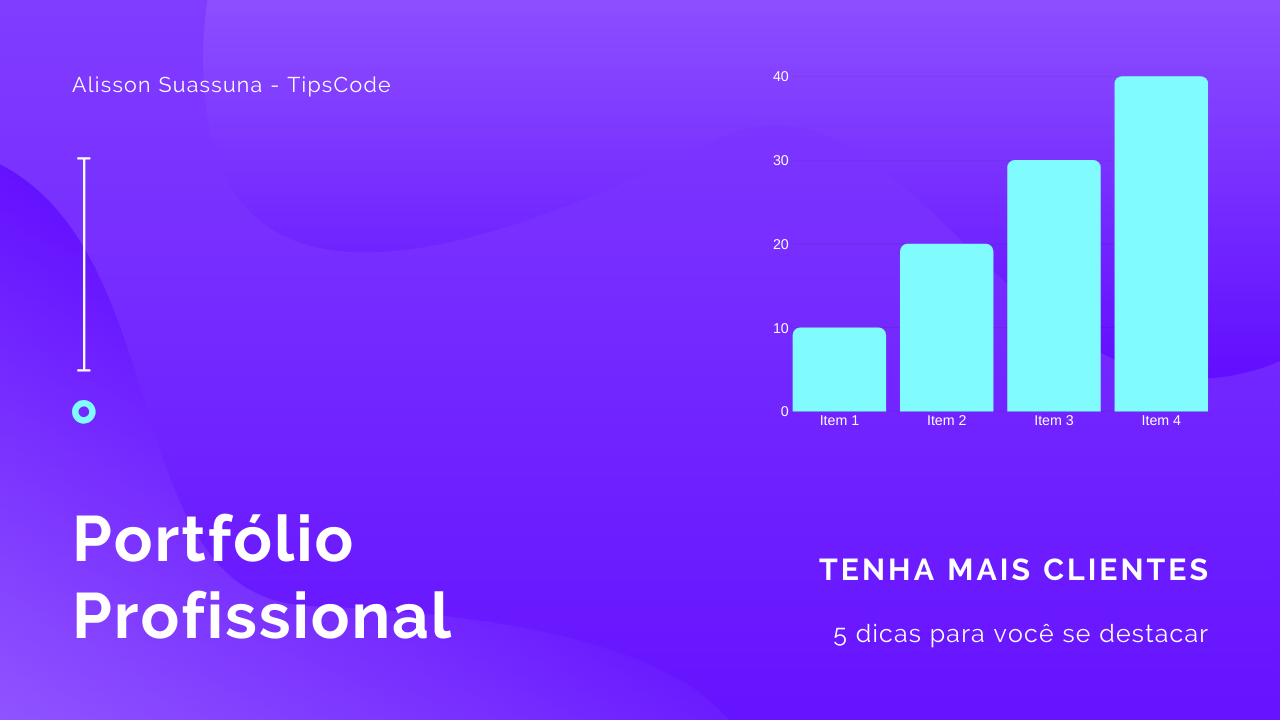 Alisson Suassuna - TipsCode
40
30
20
10
0
Item 1 Item 2 Item 3 Item 4
Portfólio
Profissional
TENHA MAIS CLIENTES
5 dicas para você se destacar